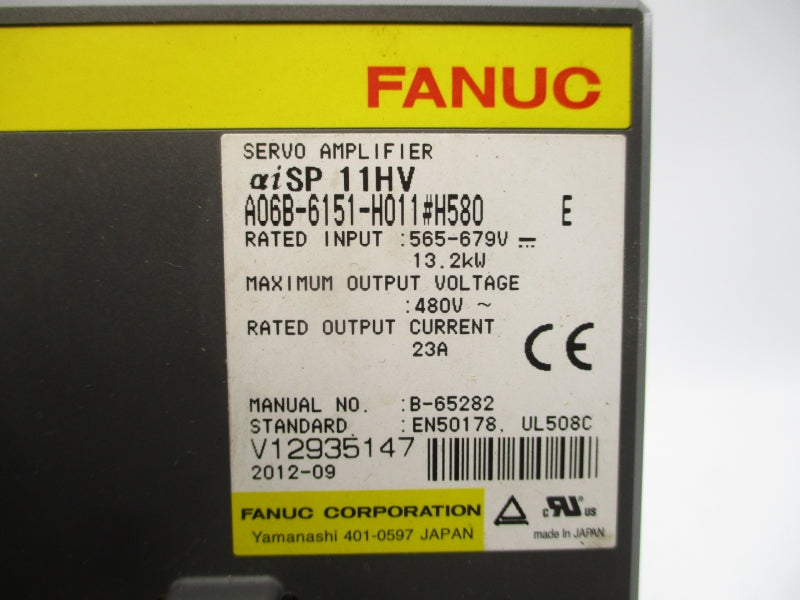 FANUC
SERVO AMPLIFIER
αiSP 11HV
A06B-6151-H011#H580 E
RATED INPUT :565-679V ⎓
13.2kW
MAXIMUM OUTPUT VOLTAGE
:480V ~
RATED OUTPUT CURRENT
23A
CE
MANUAL NO. :B-65282
STANDARD :EN50178, UL508C
V12935147
2012-09
FANUC CORPORATION
Yamanashi 401-0597 JAPAN
c RU us
made in JAPAN